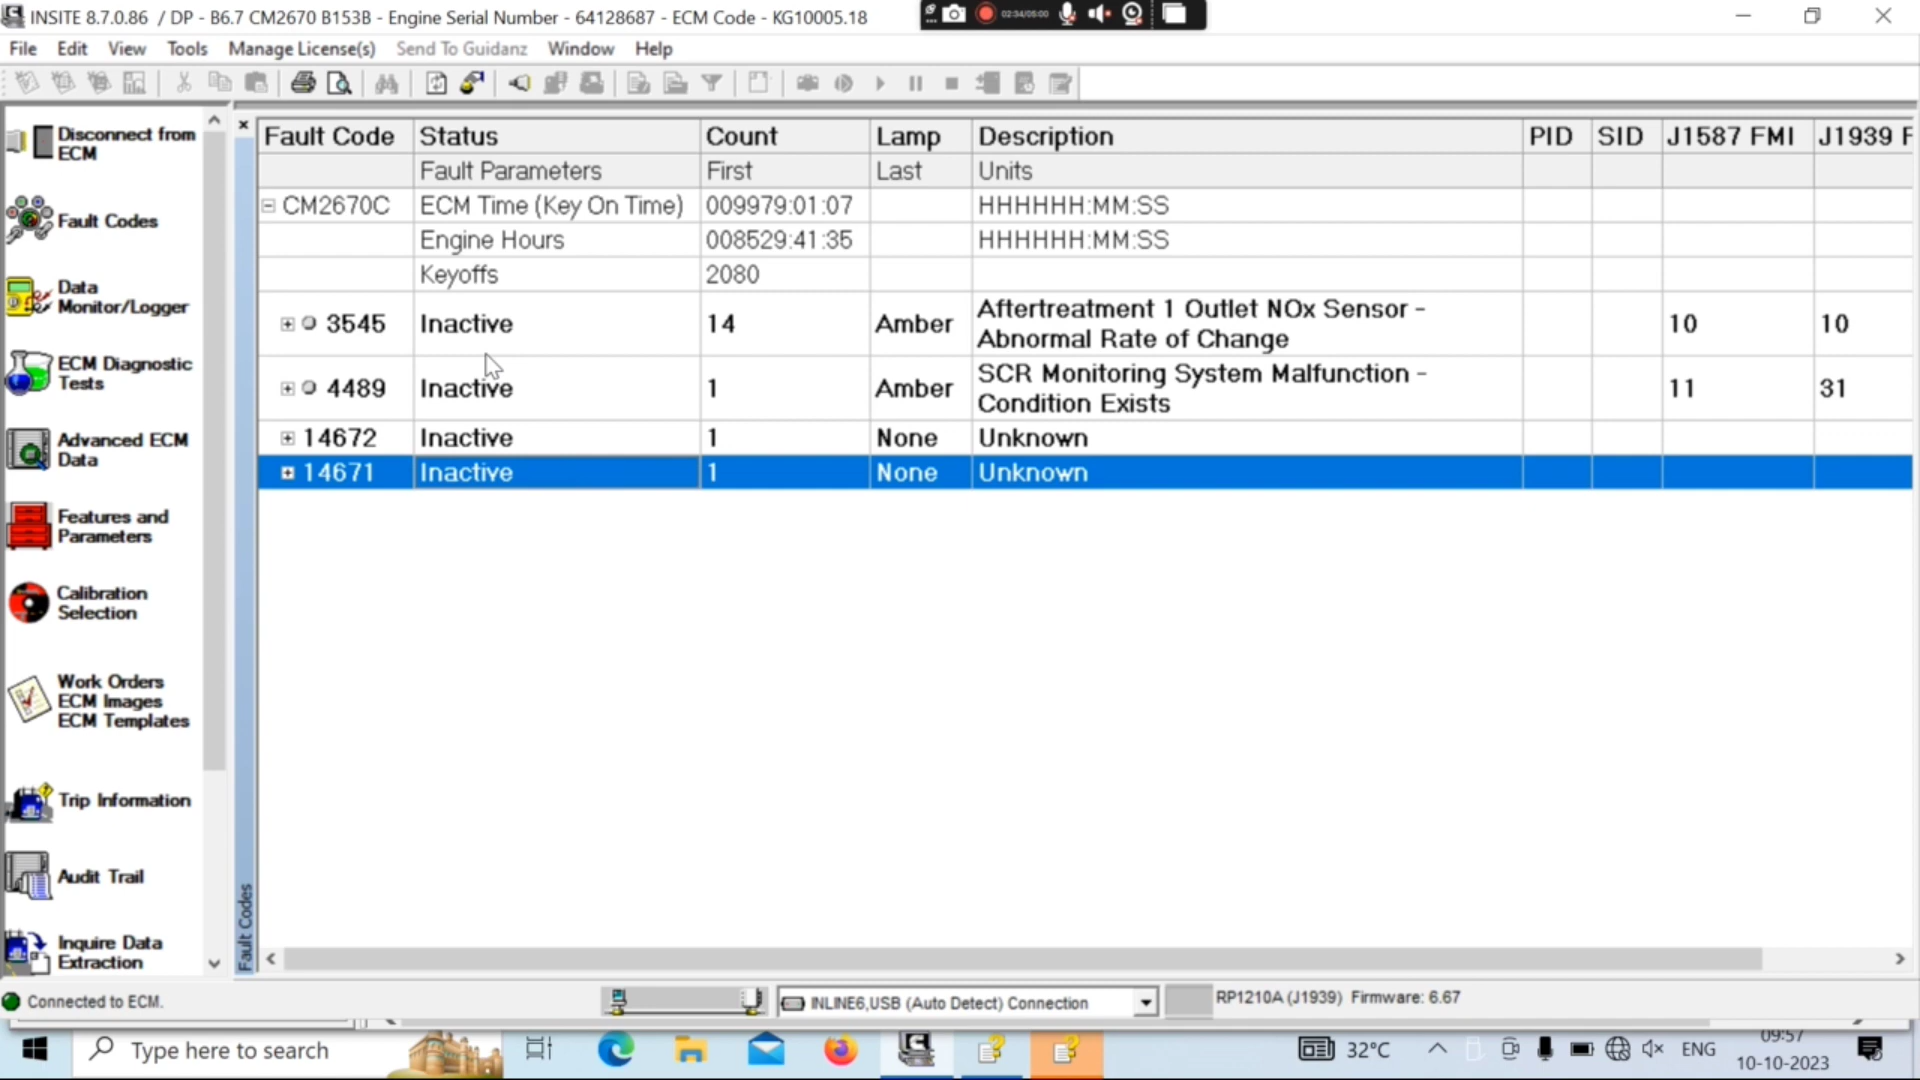 INSITE 8.7.0.86 / DP - B6.7 CM2670 B153B - Engine Serial Number - 64128687 - ECM Code - KG10005.18
02:34/05:00
File Edit View Tools Manage License(s) Send To Guidanz Window Help
Disconnect from
ECM
Fault Codes
Data
Monitor/Logger
ECM Diagnostic
Tests
Advanced ECM
Data
Features and
Parameters
Calibration
Selection
Work Orders
ECM Images
ECM Templates
Trip Information
Audit Trail
Inquire Data
Extraction
Fault Codes
Fault Code Status Count Lamp Description PID SID J1587 FMI J1939 F
Fault Parameters First Last Units
CM2670C ECM Time (Key On Time) 009979:01:07 HHHHHH:MM:SS
Engine Hours 008529:41:35 HHHHHH:MM:SS
Keyoffs 2080
3545 Inactive 14 Amber Aftertreatment 1 Outlet NOx Sensor - 10 10
Abnormal Rate of Change
4489 Inactive 1 Amber SCR Monitoring System Malfunction - 11 31
Condition Exists
14672 Inactive 1 None Unknown
14671 Inactive 1 None Unknown
Connected to ECM. INLINE6,USB (Auto Detect) Connection RP1210A (J1939) Firmware: 6.67
Type here to search 32°C ENG 09:57
10-10-2023